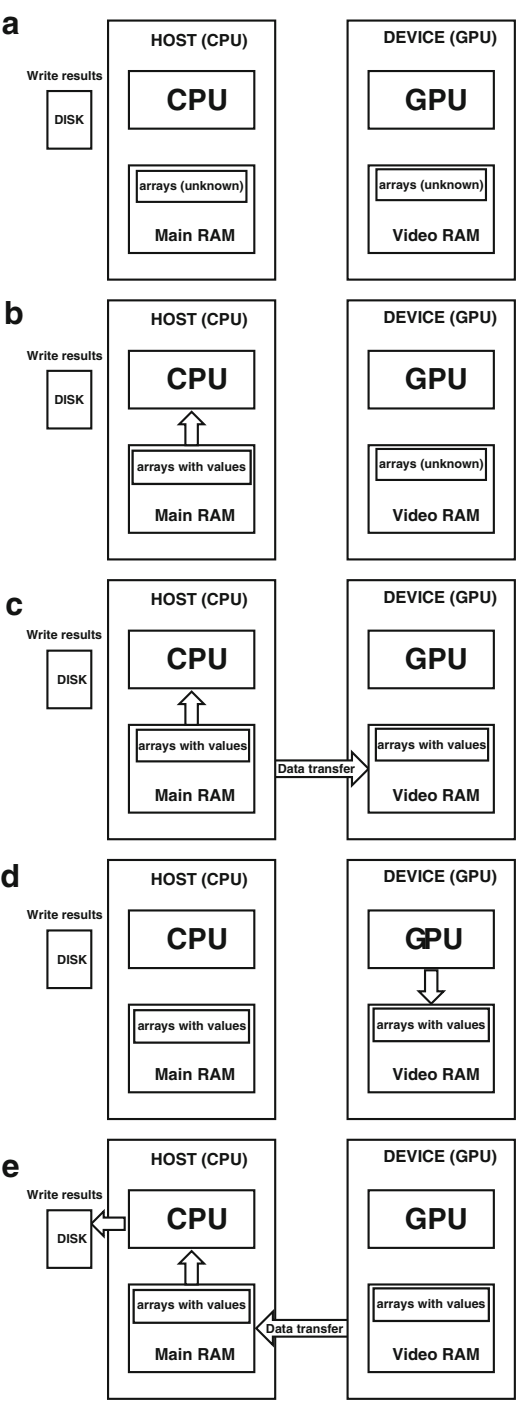 a
HOST (CPU)
DEVICE (GPU)
Write results
DISK
CPU
GPU
arrays (unknown)
arrays (unknown)
Main RAM
Video RAM
b
HOST (CPU)
DEVICE (GPU)
Write results
DISK
CPU
GPU
arrays with values
arrays (unknown)
Main RAM
Video RAM
c
HOST (CPU)
DEVICE (GPU)
Write results
DISK
CPU
GPU
arrays with values
arrays with values
Data transfer
Main RAM
Video RAM
d
HOST (CPU)
DEVICE (GPU)
Write results
DISK
CPU
GPU
arrays with values
arrays with values
Main RAM
Video RAM
e
HOST (CPU)
DEVICE (GPU)
Write results
DISK
CPU
GPU
arrays with values
arrays with values
Data transfer
Main RAM
Video RAM